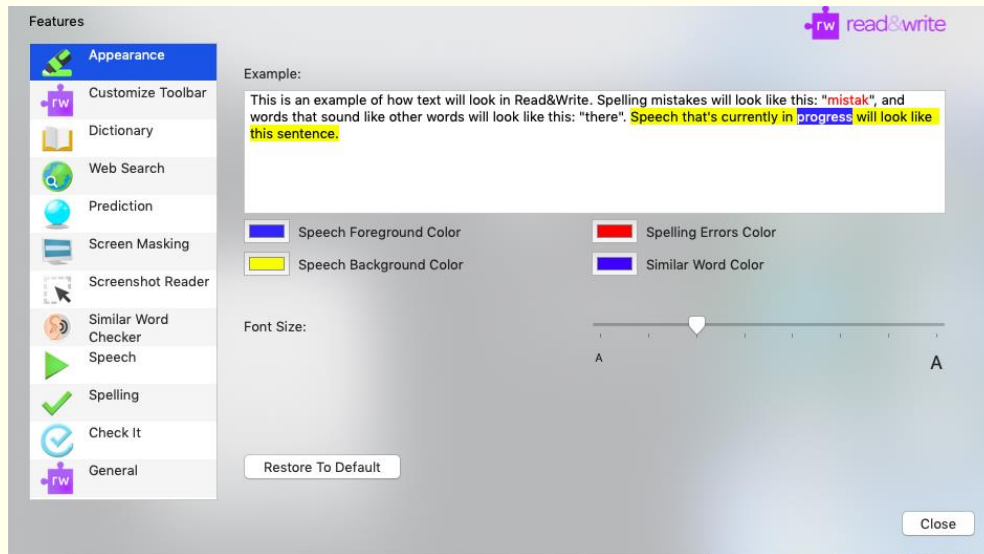 Features
read&write
Appearance
Customize Toolbar
Dictionary
Web Search
Prediction
Screen Masking
Screenshot Reader
Similar Word
Checker
Speech
Spelling
Check It
General
Example:
This is an example of how text will look in Read&Write. Spelling mistakes will look like this: "mistak", and
words that sound like other words will look like this: "there". Speech that's currently in progress will look like
this sentence.
Speech Foreground Color
Spelling Errors Color
Speech Background Color
Similar Word Color
Font Size:
A
A
Restore To Default
Close
rw
rw
rw